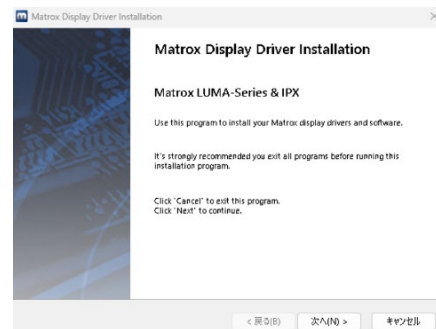 Matrox Display Driver Installation
Matrox Display Driver Installation
Matrox LUMA-Series & IPX
Use this program to install your Matrox display drivers and software.
It's strongly recommended you exit all programs before running this
installation program.
Click 'Cancel' to exit this program.
Click 'Next' to continue.
< 戻る(B) 次へ(N) > キャンセル